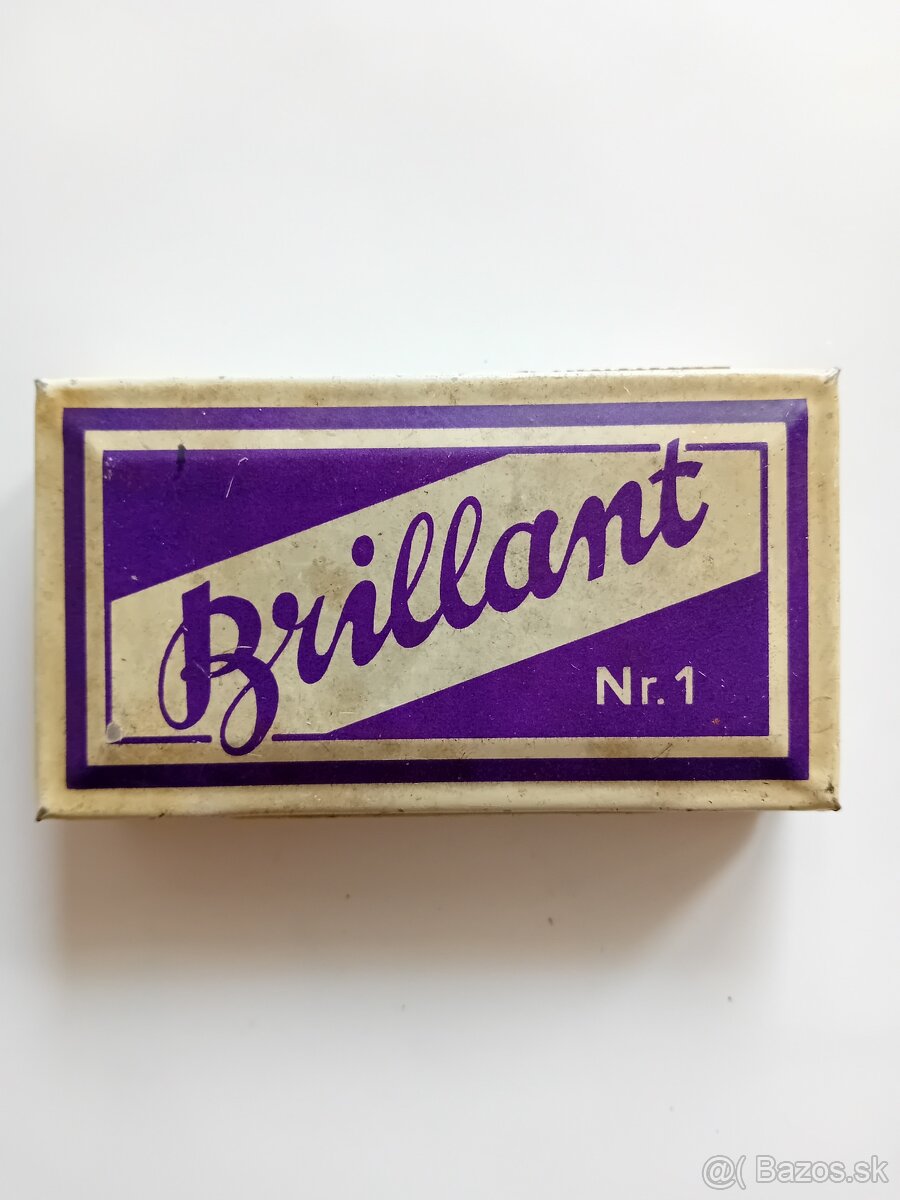 Brillant
Nr. 1
@( Bazos.sk